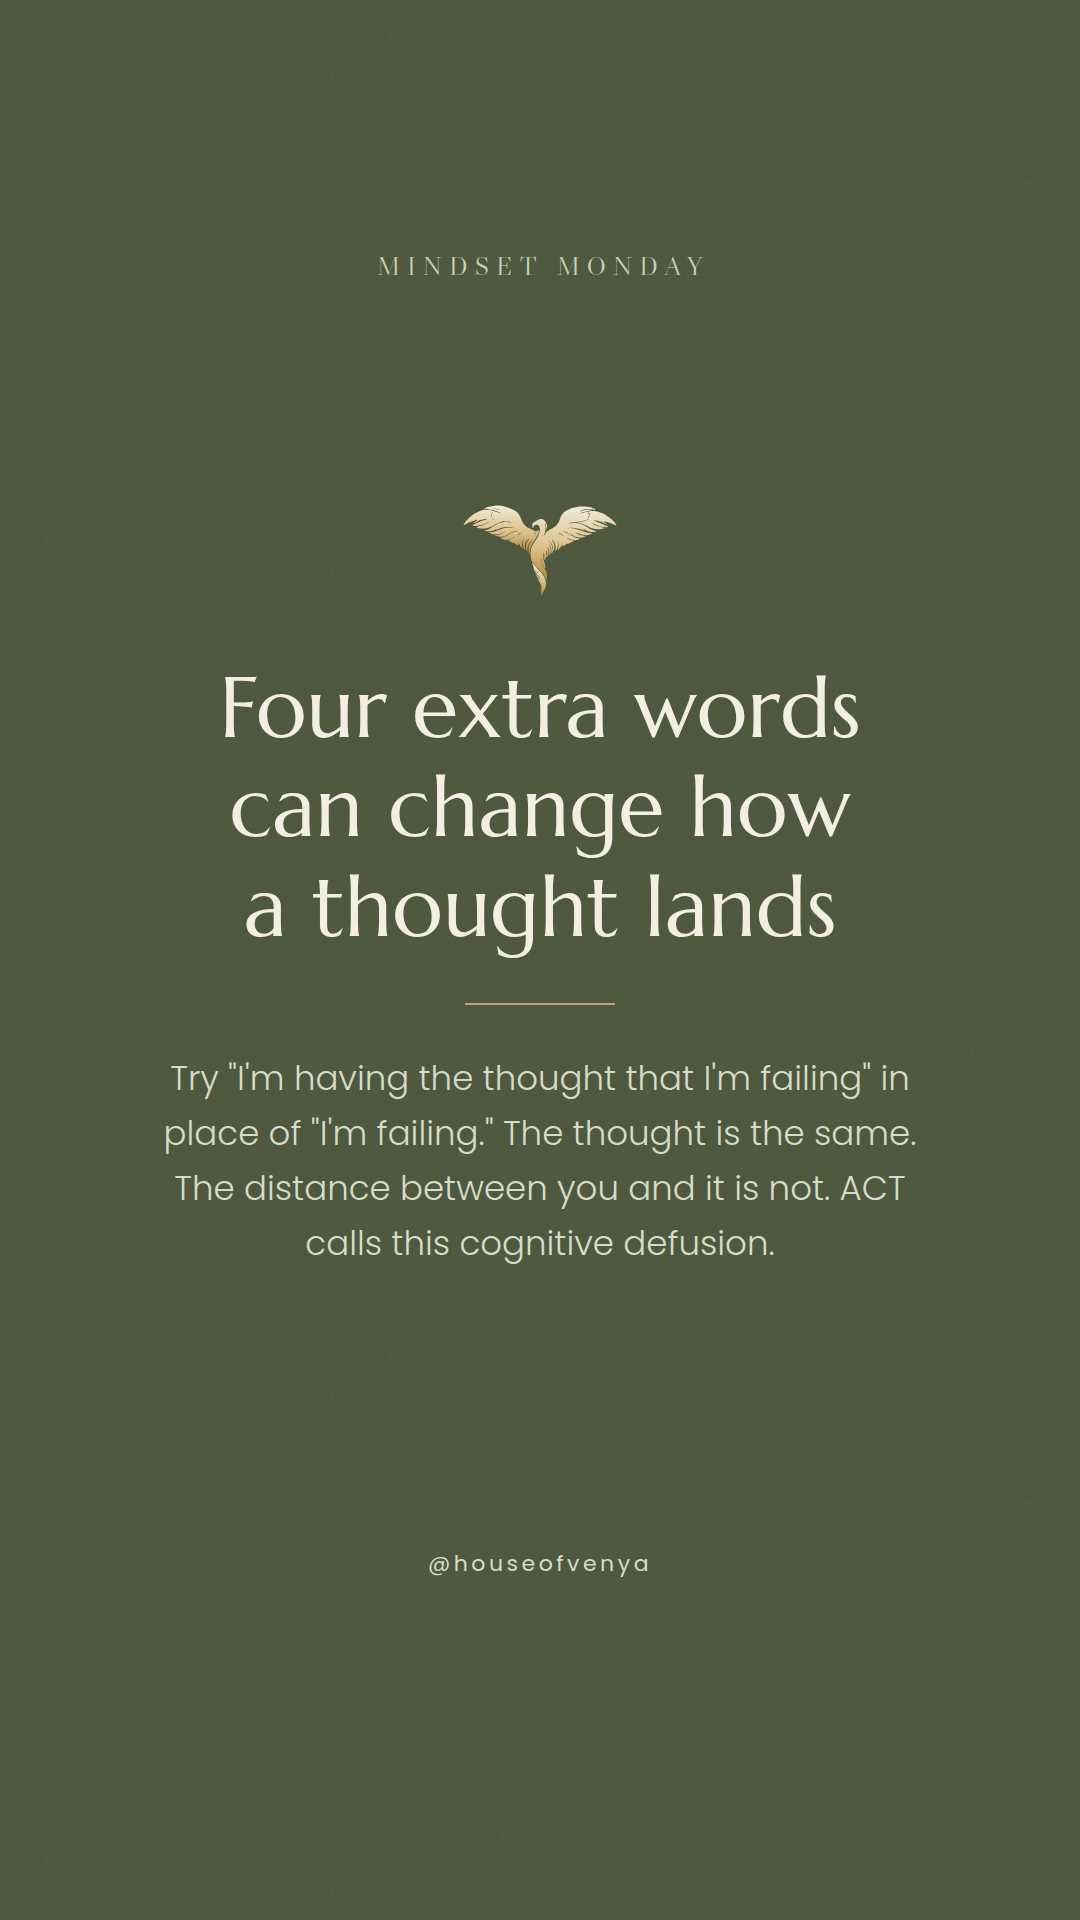 MINDSET MONDAY
Four extra words
can change how
a thought lands
Try "I'm having the thought that I'm failing" in
place of "I'm failing." The thought is the same.
The distance between you and it is not. ACT
calls this cognitive defusion.
@houseofvenya